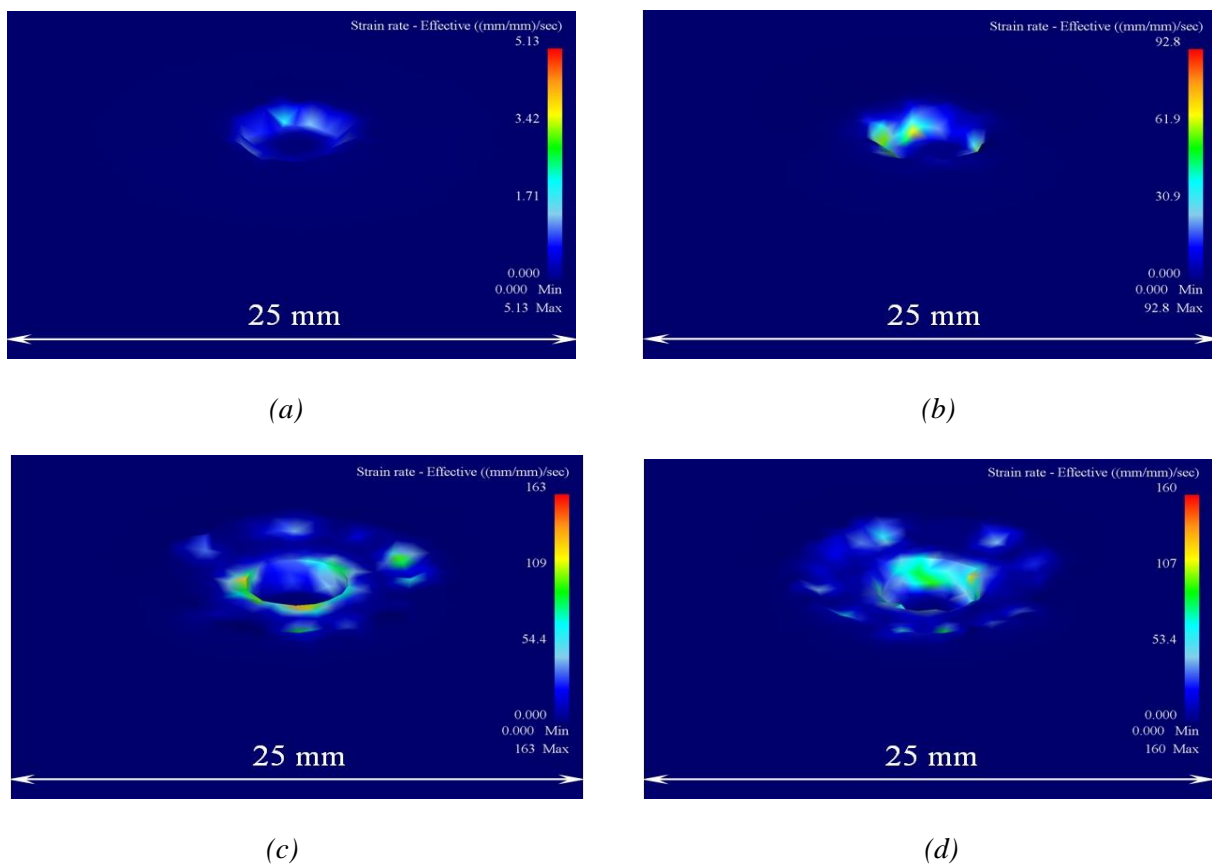 Strain rate - Effective ((mm/mm)/sec)
5.13
3.42
1.71
0.000
0.000 Min
5.13 Max
25 mm
(a)
Strain rate - Effective ((mm/mm)/sec)
92.8
61.9
30.9
0.000
0.000 Min
92.8 Max
25 mm
(b)
Strain rate - Effective ((mm/mm)/sec)
163
109
54.4
0.000
0.000 Min
163 Max
25 mm
(c)
Strain rate - Effective ((mm/mm)/sec)
160
107
53.4
0.000
0.000 Min
160 Max
25 mm
(d)